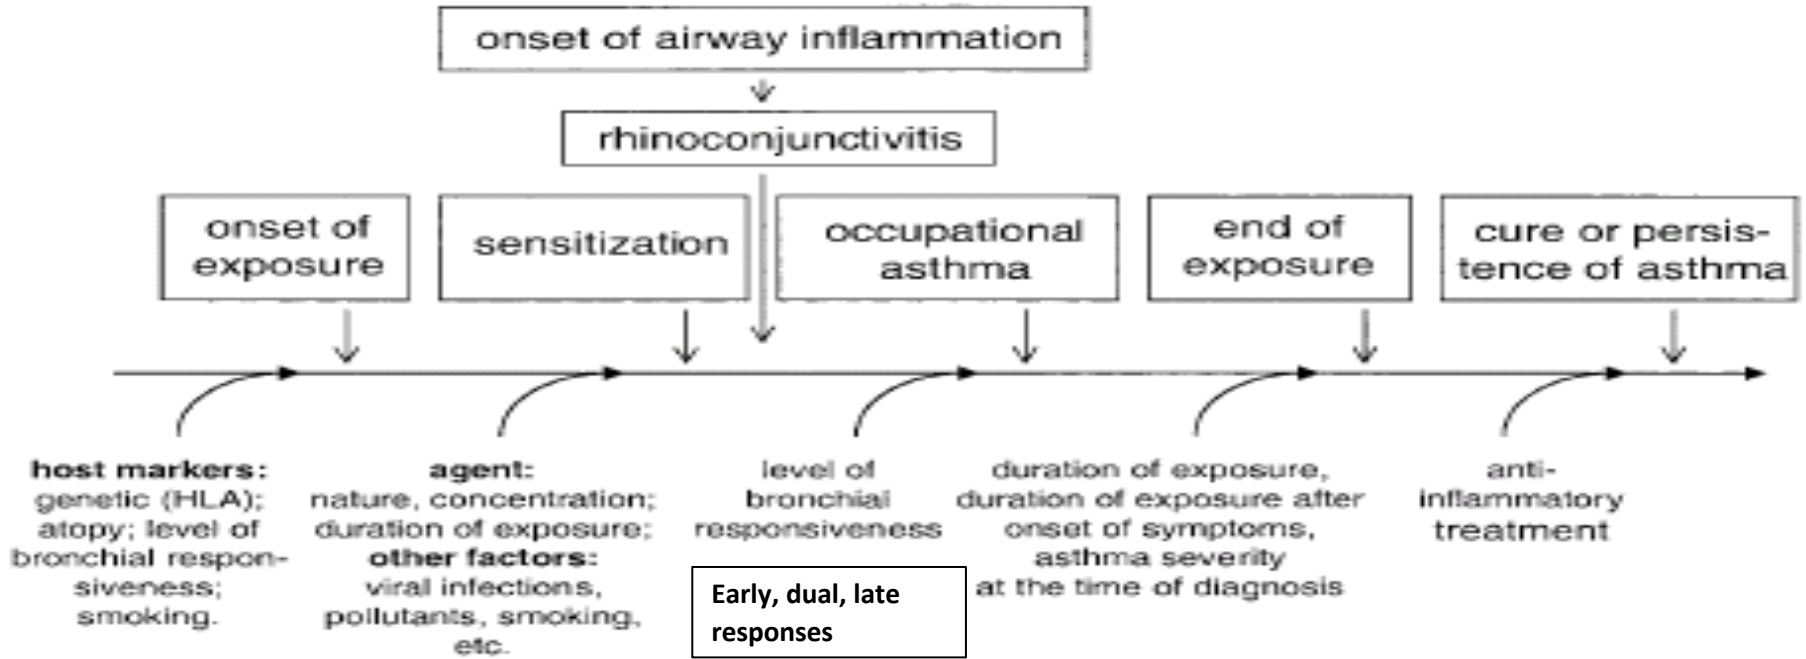 onset of airway inflammation
rhinoconjunctivitis
onset of
exposure
sensitization
occupational
asthma
end of
exposure
cure or persis-
tence of asthma
host markers:
genetic (HLA);
atopy; level of
bronchial respon-
siveness;
smoking.
agent:
nature, concentration;
duration of exposure;
other factors:
viral infections,
pollutants, smoking,
etc.
level of
bronchial
responsiveness
Early, dual, late
responses
duration of exposure,
duration of exposure after
onset of symptoms,
asthma severity
at the time of diagnosis
anti-
inflammatory
treatment